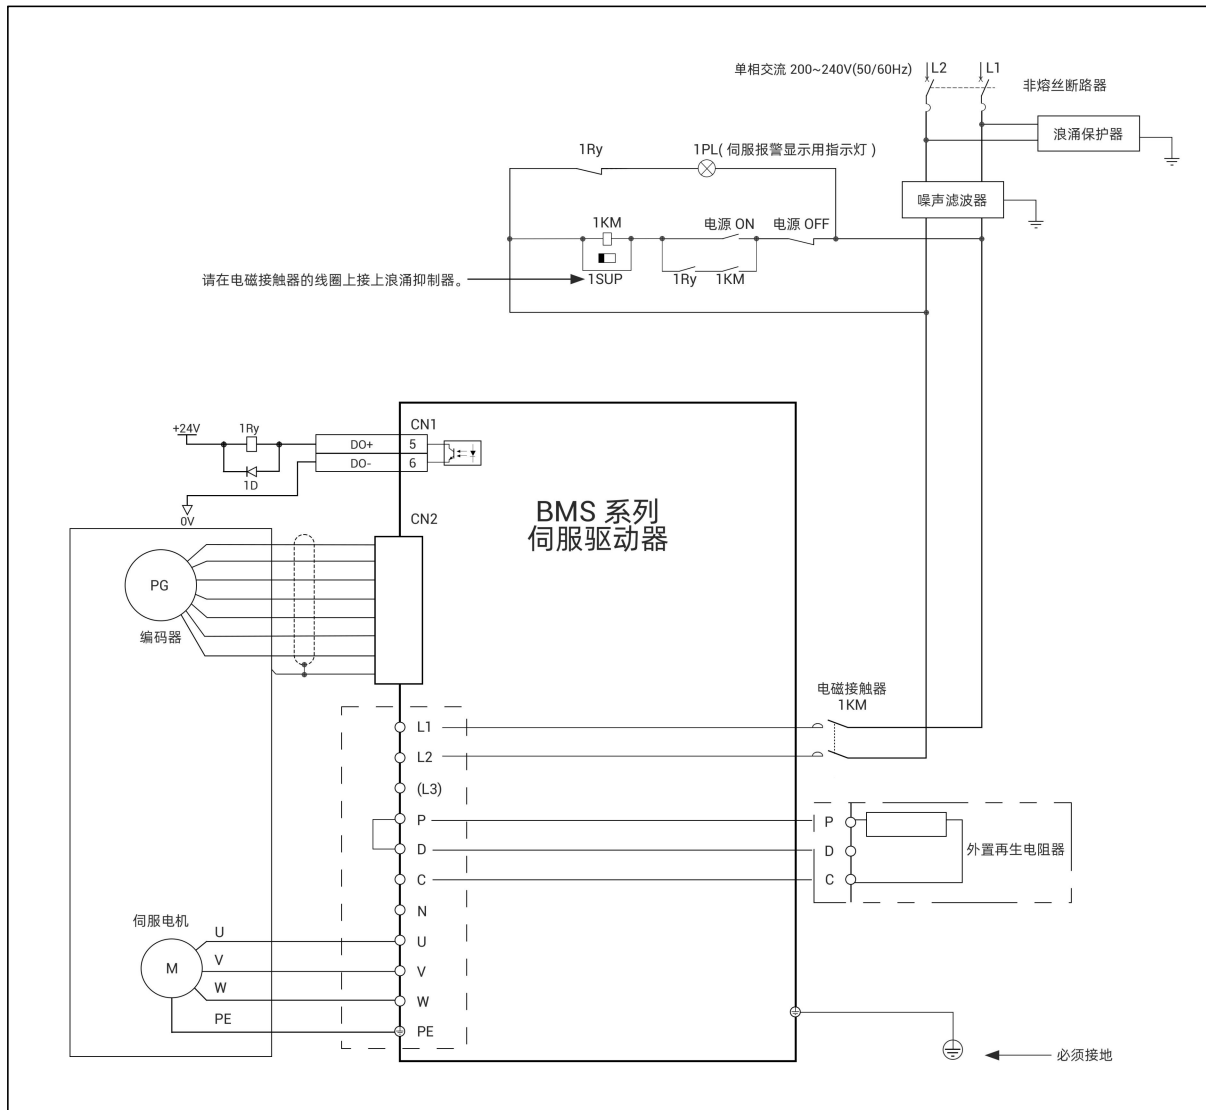 单相交流 200~240V(50/60Hz)
L2
L1
非熔丝断路器
浪涌保护器
噪声滤波器
1Ry
1PL( 伺服报警显示用指示灯 )
1KM
电源 ON
电源 OFF
请在电磁接触器的线圈上接上浪涌抑制器。
1SUP
1Ry
1KM
CN1
+24V
1Ry
DO+
5
DO-
6
1D
0V
CN2
BMS 系列
伺服驱动器
PG
编码器
电磁接触器
1KM
L1
L2
(L3)
P
D
C
N
U
V
W
PE
P
D
C
外置再生电阻器
伺服电机
M
U
V
W
PE
必须接地